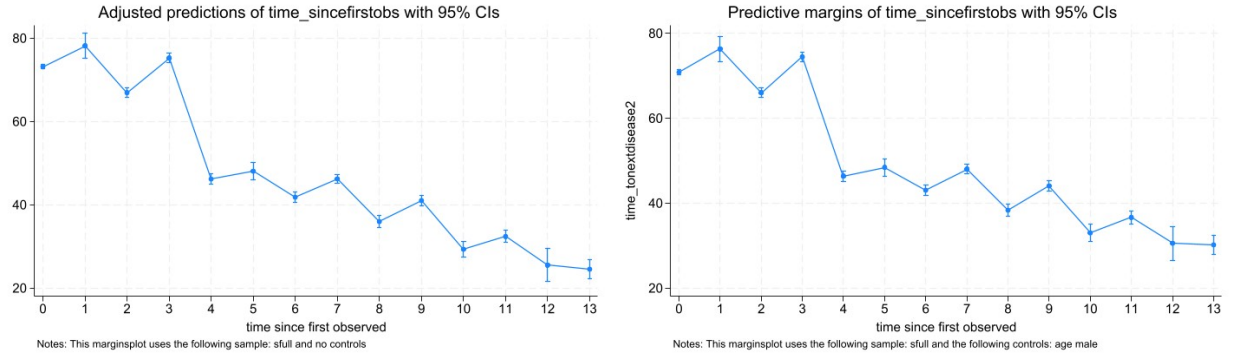 Adjusted predictions of time_sincefirstobs with 95% CIs
80
60
40
20
0 1 2 3 4 5 6 7 8 9 10 11 12 13
time since first observed
Notes: This marginsplot uses the following sample: sfull and no controls
Predictive margins of time_sincefirstobs with 95% CIs
time_tonextdisease2
80
60
40
20
0 1 2 3 4 5 6 7 8 9 10 11 12 13
time since first observed
Notes: This marginsplot uses the following sample: sfull and the following controls: age male